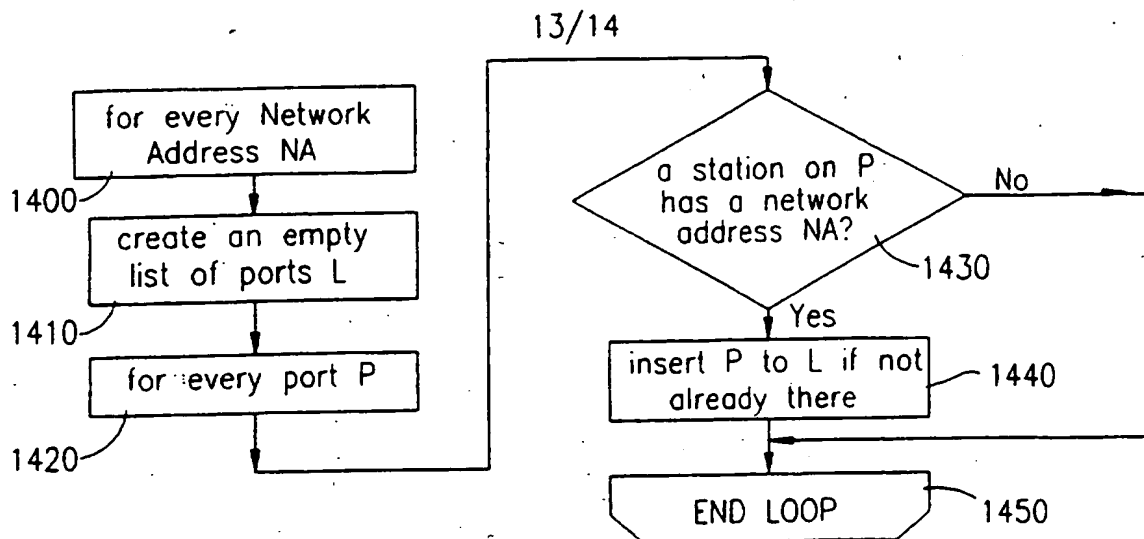 13/14
for every Network
Address NA
1400
create an empty
list of ports L
1410
for every port P
1420
a station on P
has a network
address NA?
No
1430
Yes
insert P to L if not
already there
1440
END LOOP
1450